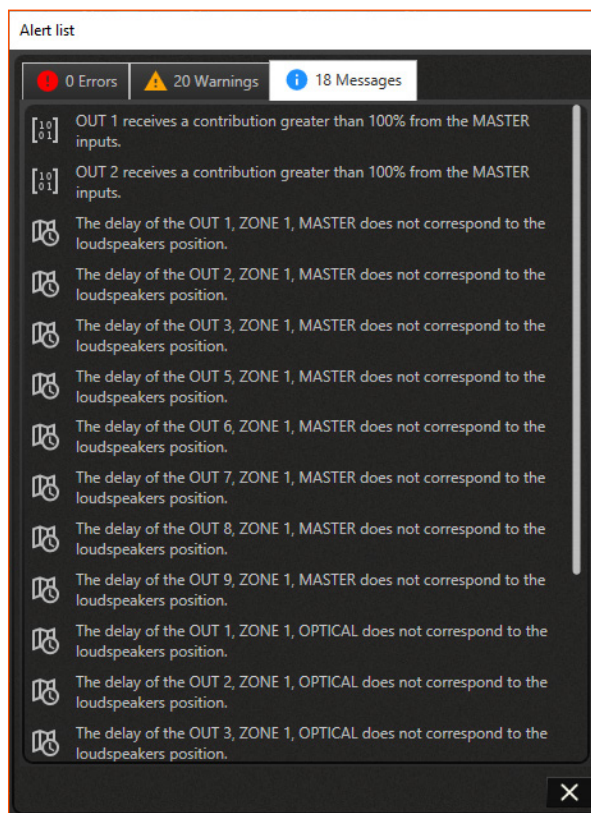 Alert list
0 Errors
20 Warnings
18 Messages
OUT 1 receives a contribution greater than 100% from the MASTER
inputs.
OUT 2 receives a contribution greater than 100% from the MASTER
inputs.
The delay of the OUT 1, ZONE 1, MASTER does not correspond to the
loudspeakers position.
The delay of the OUT 2, ZONE 1, MASTER does not correspond to the
loudspeakers position.
The delay of the OUT 3, ZONE 1, MASTER does not correspond to the
loudspeakers position.
The delay of the OUT 5, ZONE 1, MASTER does not correspond to the
loudspeakers position.
The delay of the OUT 6, ZONE 1, MASTER does not correspond to the
loudspeakers position.
The delay of the OUT 7, ZONE 1, MASTER does not correspond to the
loudspeakers position.
The delay of the OUT 8, ZONE 1, MASTER does not correspond to the
loudspeakers position.
The delay of the OUT 9, ZONE 1, MASTER does not correspond to the
loudspeakers position.
The delay of the OUT 1, ZONE 1, OPTICAL does not correspond to the
loudspeakers position.
The delay of the OUT 2, ZONE 1, OPTICAL does not correspond to the
loudspeakers position.
The delay of the OUT 3, ZONE 1, OPTICAL does not correspond to the
loudspeakers position.